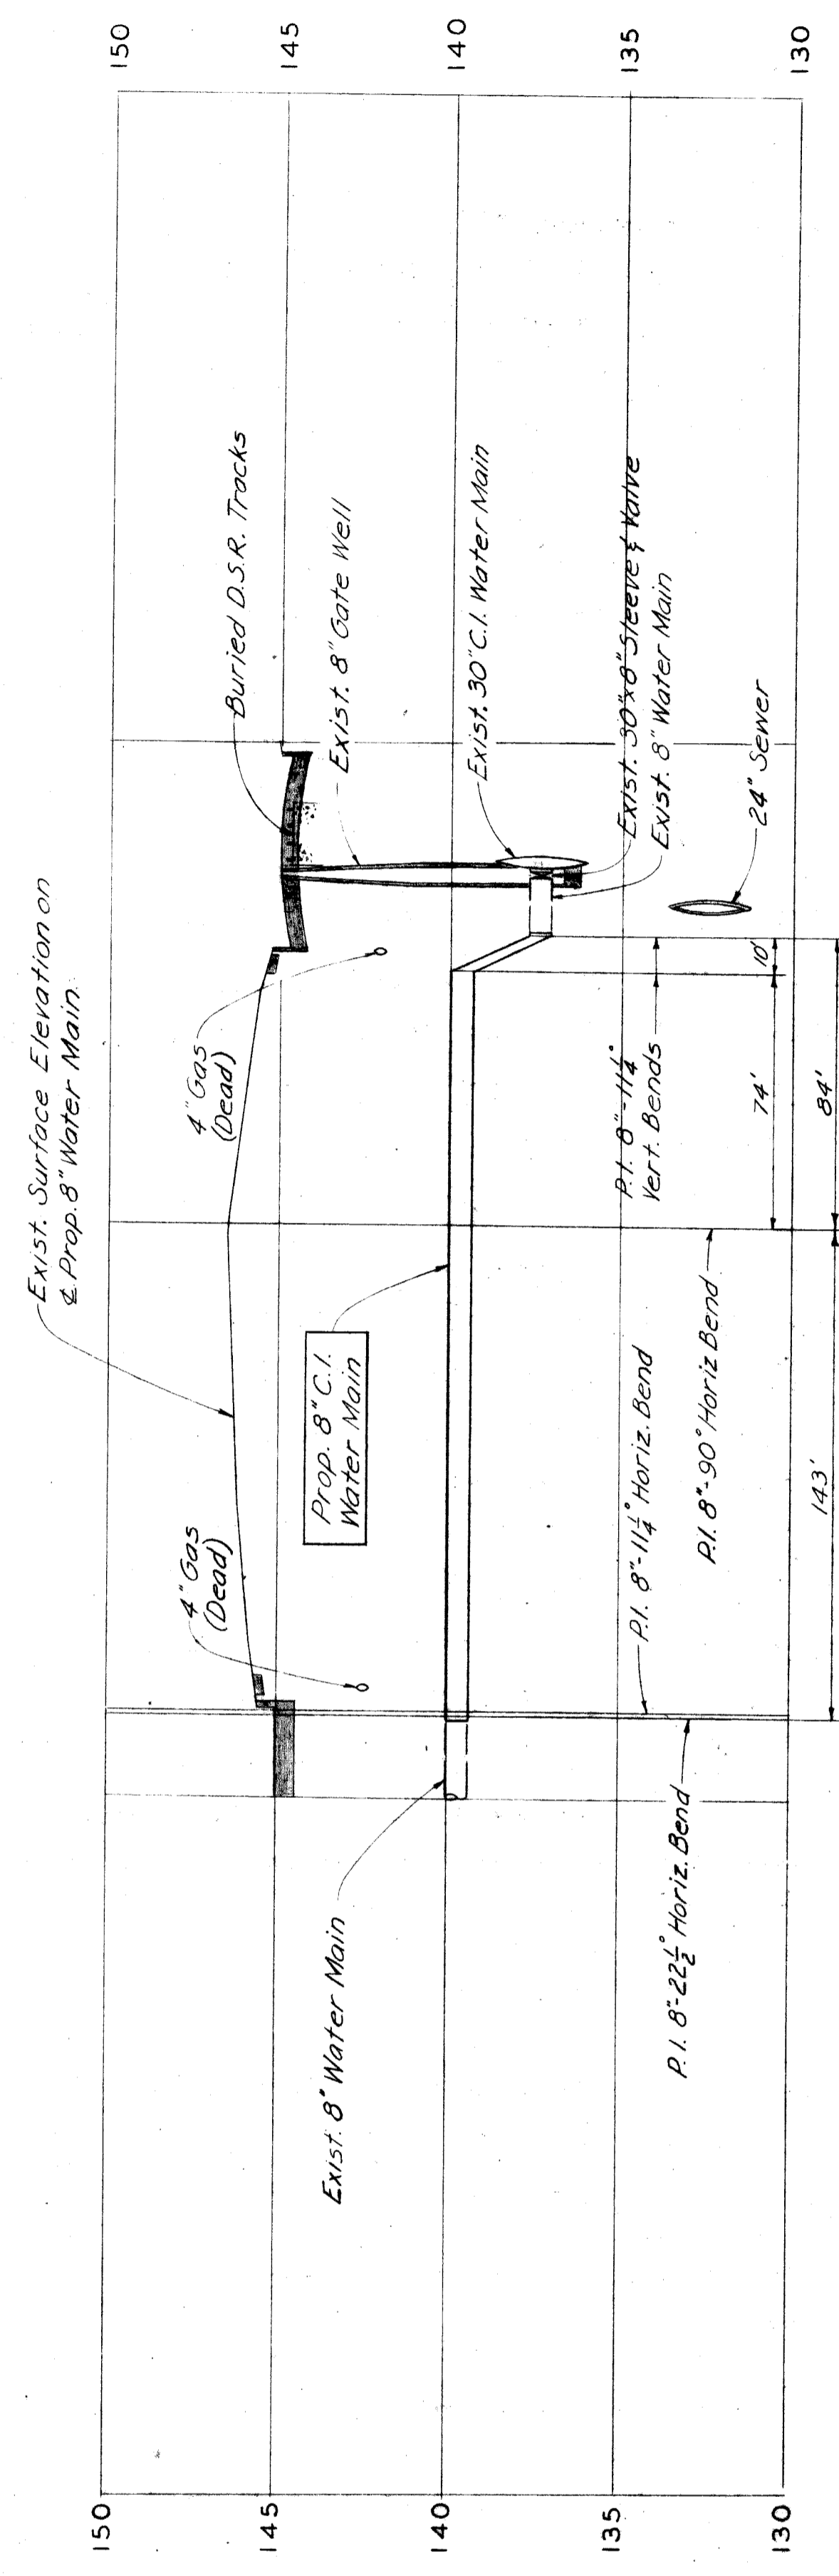 150
145
140
135
130
Exist. Surface Elevation on
℄ Prop. 8" Water Main.
Buried D.S.R. Tracks
Exist. 8" Gate Well
Exist. 30" C.I. Water Main
Exist. 30"x8" Sleeve & Valve
Exist. 8" Water Main
24" Sewer
4" Gas
(Dead)
4" Gas
(Dead)
Prop. 8" C.I.
Water Main
Exist. 8" Water Main
P.I. 8"-11¼°
Vert. Bends
P.I. 8"-11¼° Horiz. Bend
P.I. 8"-90° Horiz Bend
P.I. 8"-22½° Horiz. Bend
10'
74'
84'
143'
150
145
140
135
130